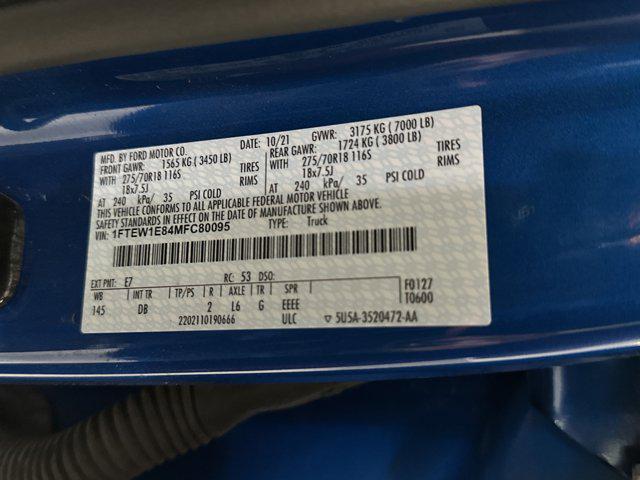 MFD. BY FORD MOTOR CO. DATE: 10/21 GVWR: 3175 KG ( 7000 LB)
FRONT GAWR: 1565 KG ( 3450 LB) REAR GAWR: 1724 KG ( 3800 LB)
WITH 275/70R18 116S TIRES WITH 275/70R18 116S TIRES
18x7.5J RIMS 18x7.5J RIMS
AT 240 kPa/ 35 PSI COLD AT 240 kPa/ 35 PSI COLD
THIS VEHICLE CONFORMS TO ALL APPLICABLE FEDERAL MOTOR VEHICLE
SAFETY STANDARDS IN EFFECT ON THE DATE OF MANUFACTURE SHOWN ABOVE.
VIN: 1FTEW1E84MFC80095 TYPE: Truck
EXT PNT: E7 RC: 53 DSO: F0127
WB INT TR TP/PS R AXLE TR SPR T0600
145 DB 2 L6 G EEEE
2202110190666 ULC ▽ 5U5A-3520472-AA